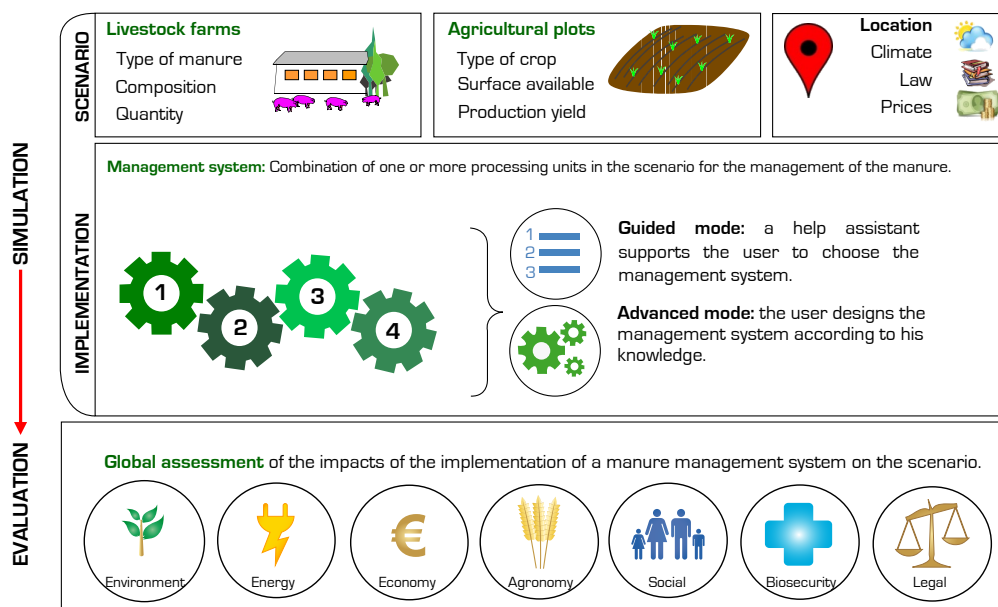 SIMULATION
EVALUATION
SCENARIO
Livestock farms
Type of manure
Composition
Quantity
Agricultural plots
Type of crop
Surface available
Production yield
Location
Climate
Law
Prices
IMPLEMENTATION
Management system: Combination of one or more processing units in the scenario for the management of the manure.
1
2
3
4
1
2
3
Guided mode: a help assistant
supports the user to choose the
management system.
Advanced mode: the user designs the
management system according to his
knowledge.
Global assessment of the impacts of the implementation of a manure management system on the scenario.
Environment
Energy
€
Economy
Agronomy
Social
Biosecurity
Legal